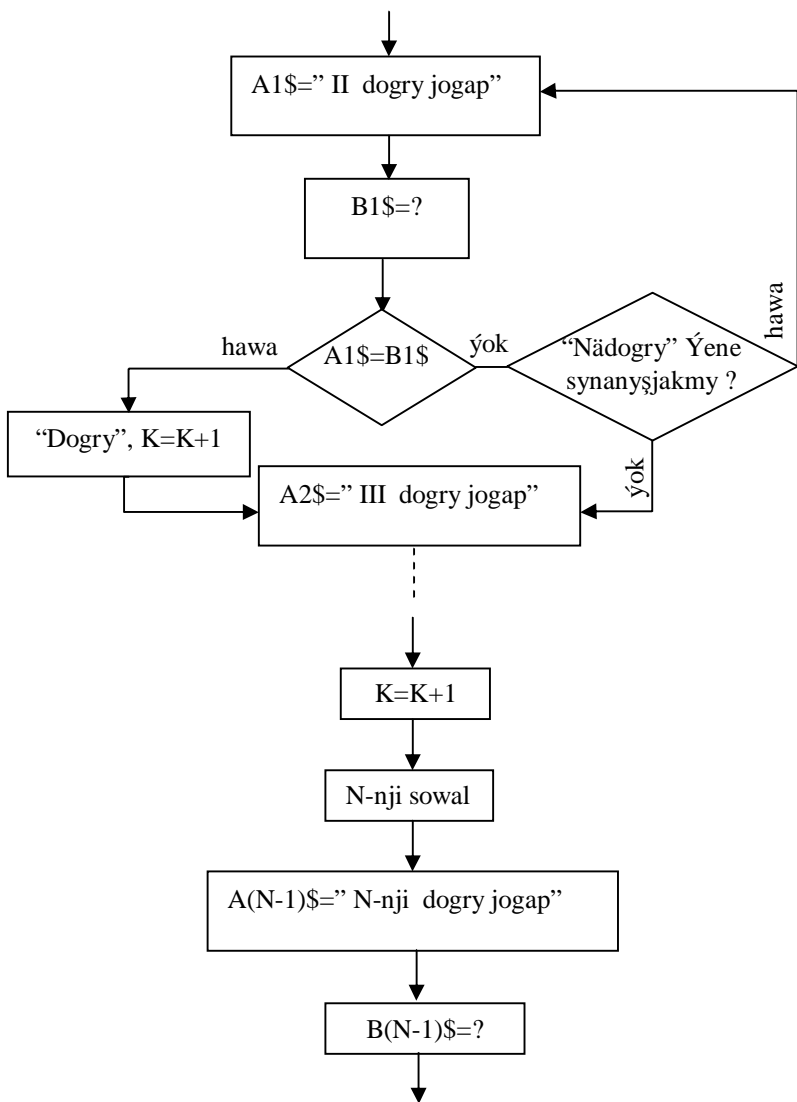 A1$=” II  dogry jogap”
B1$=?
hawa
A1$=B1$
ýok
“Nädogry” Ýene
synanyşjakmy ?
hawa
“Dogry”, K=K+1
ýok
A2$=” III  dogry jogap”
K=K+1
N-nji sowal
A(N-1)$=” N-nji  dogry jogap”
B(N-1)$=?